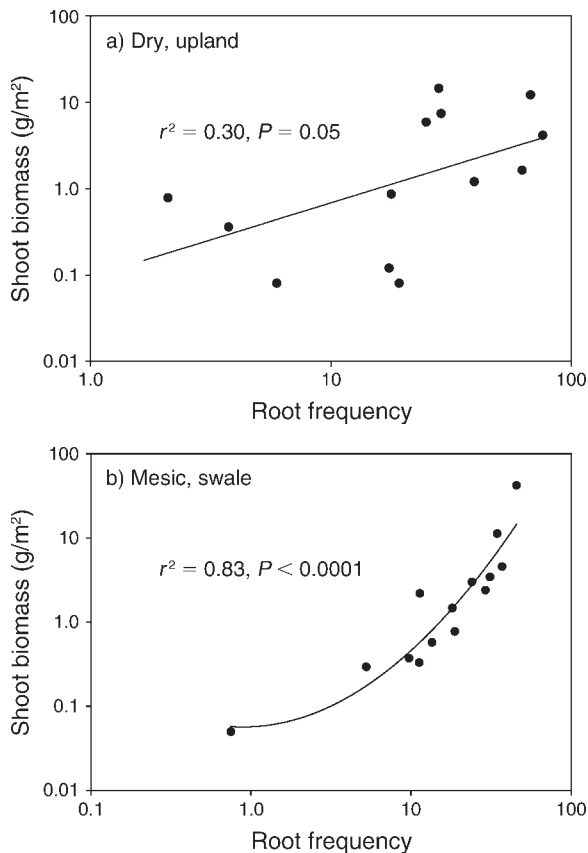 a) Dry, upland
r² = 0.30, P = 0.05
Shoot biomass (g/m²)
100
10
1.0
0.1
0.01
1.0
10
100
Root frequency
b) Mesic, swale
r² = 0.83, P < 0.0001
Shoot biomass (g/m²)
100
10
1.0
0.1
0.01
0.1
1.0
10
100
Root frequency